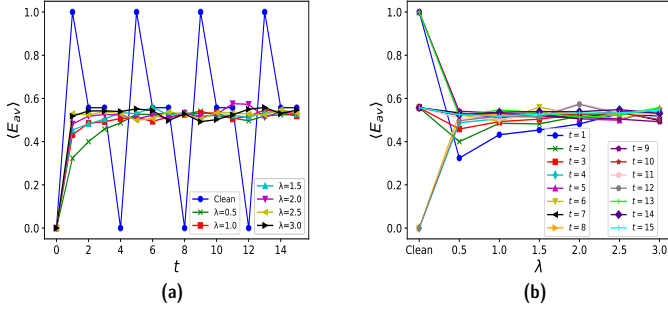 1.0
0.8
0.6
0.4
0.2
0.0
⟨E_av⟩
0 2 4 6 8 10 12 14
t
Clean
λ=0.5
λ=1.0
λ=1.5
λ=2.0
λ=2.5
λ=3.0
(a)
1.0
0.8
0.6
0.4
0.2
0.0
⟨E_av⟩
Clean 0.5 1.0 1.5 2.0 2.5 3.0
λ
t = 1
t = 2
t = 3
t = 4
t = 5
t = 6
t = 7
t = 8
t = 9
t = 10
t = 11
t = 12
t = 13
t = 14
t = 15
(b)